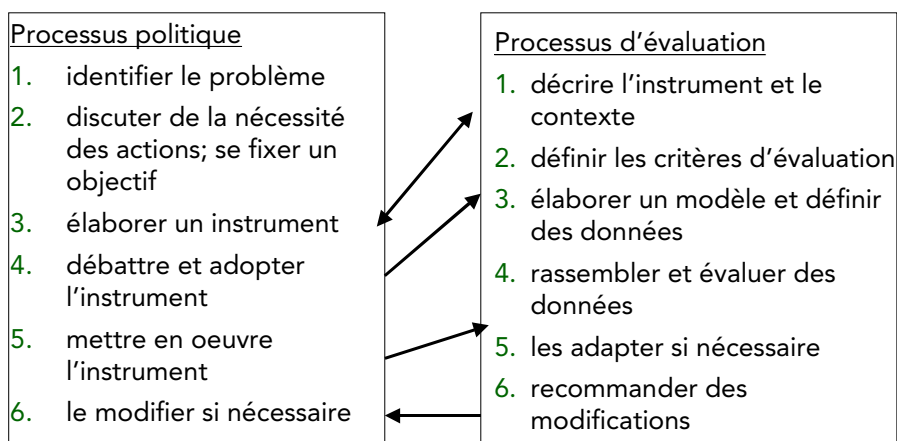 Processus politique
1. identifier le problème
2. discuter de la nécessité
des actions; se fixer un
objectif
3. élaborer un instrument
4. débattre et adopter
l'instrument
5. mettre en oeuvre
l'instrument
6. le modifier si nécessaire
Processus d'évaluation
1. décrire l'instrument et le
contexte
2. définir les critères d'évaluation
3. élaborer un modèle et définir
des données
4. rassembler et évaluer des
données
5. les adapter si nécessaire
6. recommander des
modifications